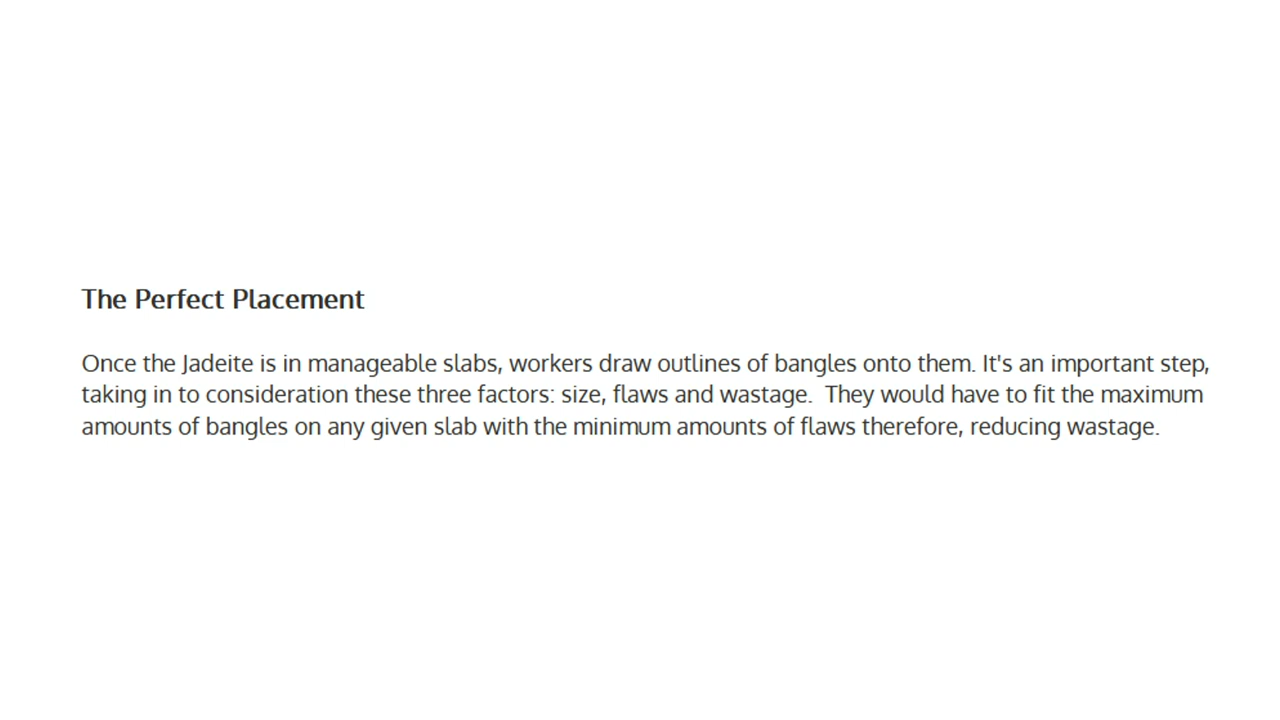 The Perfect Placement
Once the Jadeite is in manageable slabs, workers draw outlines of bangles onto them. It's an important step,
taking in to consideration these three factors: size, flaws and wastage.  They would have to fit the maximum
amounts of bangles on any given slab with the minimum amounts of flaws therefore, reducing wastage.